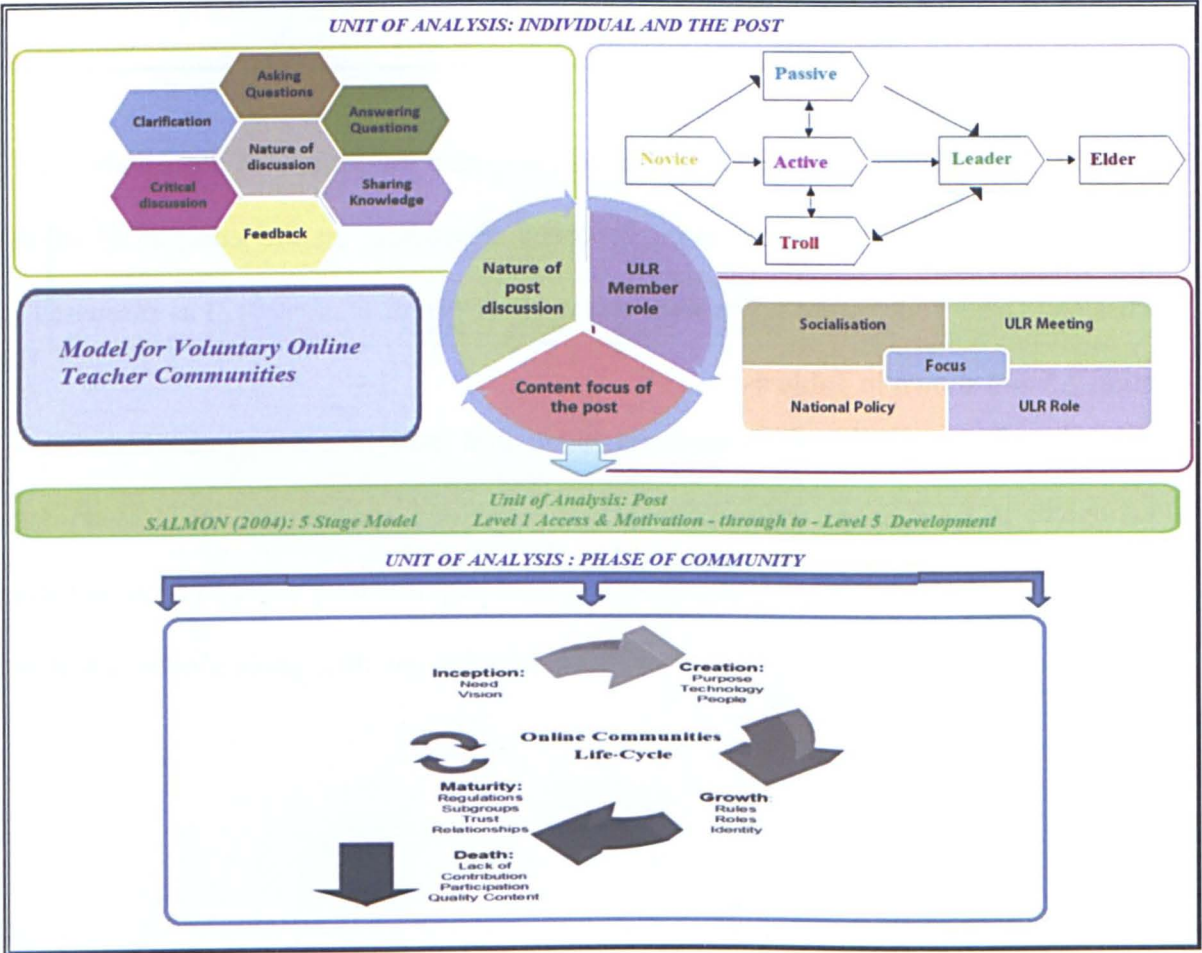 UNIT OF ANALYSIS: INDIVIDUAL AND THE POST
Asking
Questions
Clarification
Answering
Questions
Nature of
discussion
Critical
discussion
Sharing
Knowledge
Feedback
Passive
Novice
Active
Leader
Elder
Troll
Nature of
post
discussion
ULR
Member
role
Content focus of
the post
Model for Voluntary Online
Teacher Communities
Socialisation
ULR Meeting
Focus
National Policy
ULR Role
Unit of Analysis: Post
SALMON (2004): 5 Stage Model Level 1 Access & Motivation - through to - Level 5 Development
UNIT OF ANALYSIS : PHASE OF COMMUNITY
Inception:
Need
Vision
Creation:
Purpose
Technology
People
Online Communities
Life-Cycle
Maturity:
Regulations
Subgroups
Trust
Relationships
Growth:
Rules
Roles
Identity
Death:
Lack of
Contribution
Participation
Quality Content